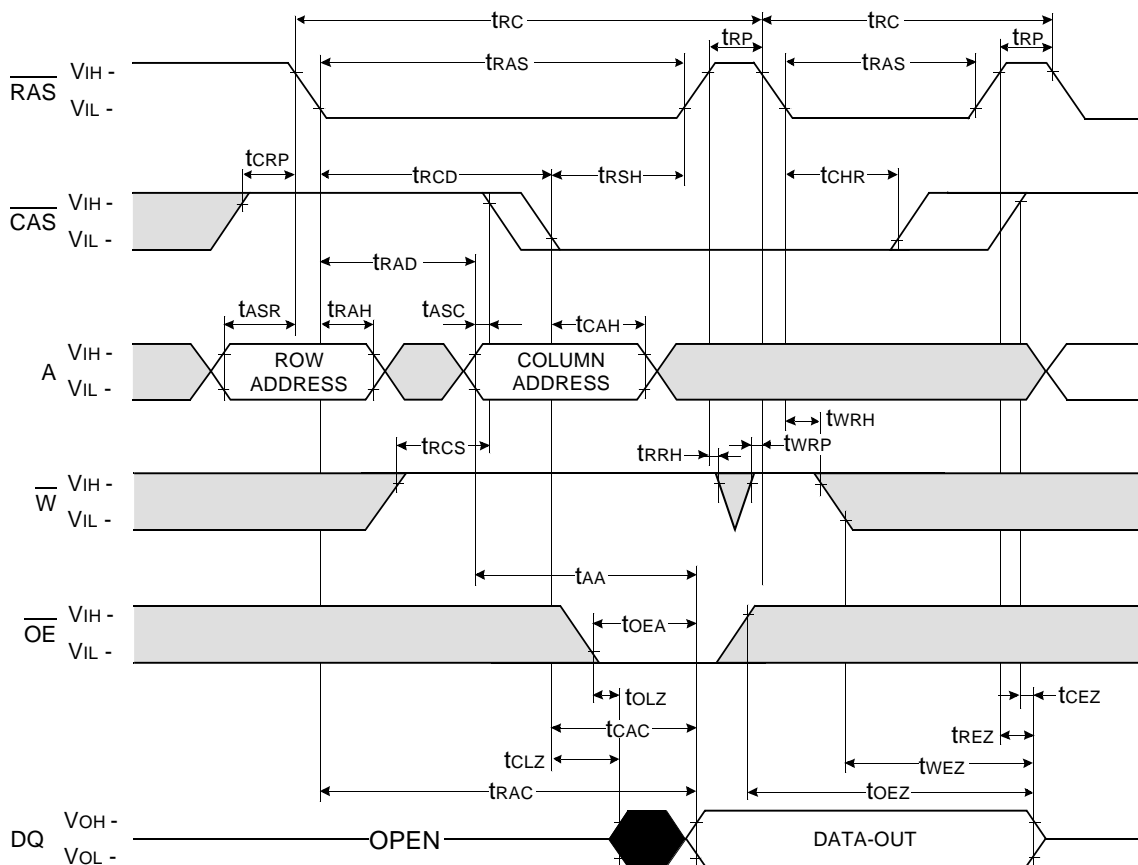 tRC tRC
tRP tRP
tRAS tRAS
RAS VIH -
VIL -
tCRP tRCD tRSH tCHR
CAS VIH -
VIL -
tRAD
tASR tRAH tASC tCAH
A VIH -
VIL -
ROW
ADDRESS
COLUMN
ADDRESS
tWRH
tRCS tRRH tWRP
W VIH -
VIL -
tAA
OE VIH -
VIL -
tOEA
tOLZ tCEZ
tCAC tREZ
tCLZ tWEZ
tRAC tOEZ
DQ VOH -
VOL -
OPEN DATA-OUT